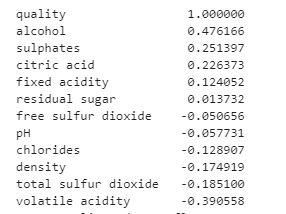 quality 1.000000
alcohol 0.476166
sulphates 0.251397
citric acid 0.226373
fixed acidity 0.124052
residual sugar 0.013732
free sulfur dioxide -0.050656
pH -0.057731
chlorides -0.128907
density -0.174919
total sulfur dioxide -0.185100
volatile acidity -0.390558